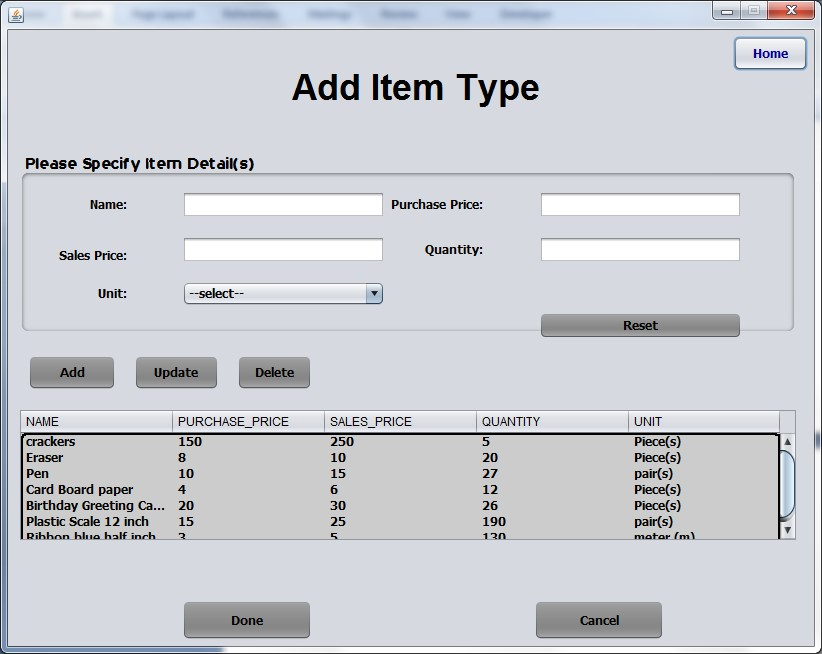 Home
Add Item Type
Please Specify Item Detail(s)
Name: Purchase Price:
Sales Price: Quantity:
Unit: --select--
Reset
Add Update Delete
NAME PURCHASE_PRICE SALES_PRICE QUANTITY UNIT
crackers 150 250 5 Piece(s)
Eraser 8 10 20 Piece(s)
Pen 10 15 27 pair(s)
Card Board paper 4 6 12 Piece(s)
Birthday Greeting Ca... 20 30 26 Piece(s)
Plastic Scale 12 inch 15 25 190 pair(s)
Ribbon blue half inch 3 5 130 meter (m)
Done Cancel